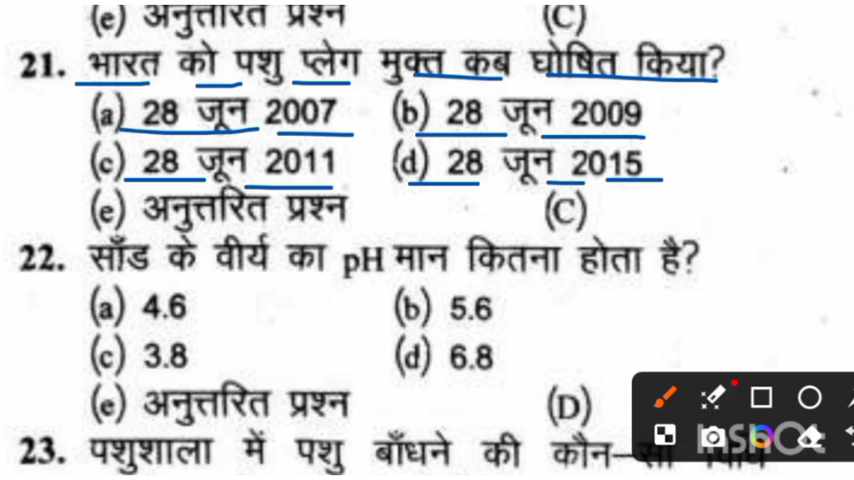 (e) अनुत्तरित प्रश्न (C)
21. भारत को पशु प्लेग मुक्त कब घोषित किया?
(a) 28 जून 2007 (b) 28 जून 2009
(c) 28 जून 2011 (d) 28 जून 2015
(e) अनुत्तरित प्रश्न (C)
22. साँड के वीर्य का pH मान कितना होता है?
(a) 4.6 (b) 5.6
(c) 3.8 (d) 6.8
(e) अनुत्तरित प्रश्न (D)
23. पशुशाला में पशु बाँधने की कौन-सी
InShOt